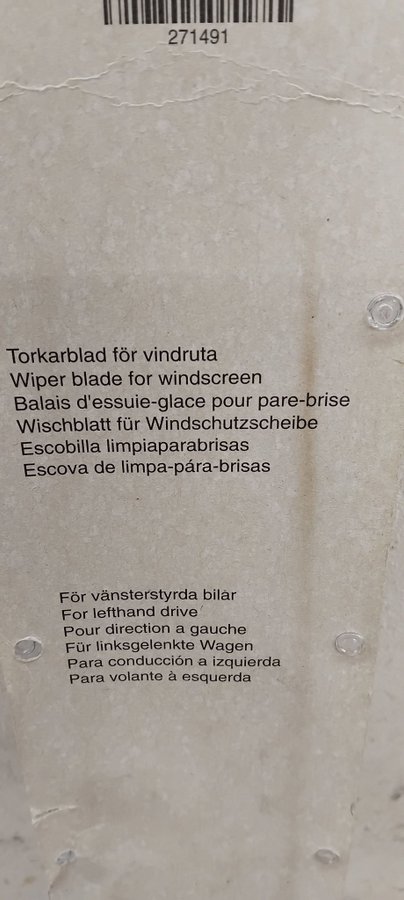 271491
Torkarblad för vindruta
Wiper blade for windscreen
Balais d'essuie-glace pour pare-brise
Wischblatt für Windschutzscheibe
Escobilla limpiaparabrisas
Escova de limpa-pára-brisas
För vänsterstyrda bilar
For lefthand drive
Pour direction a gauche
Für linksgelenkte Wagen
Para conducción a izquierda
Para volante à esquerda